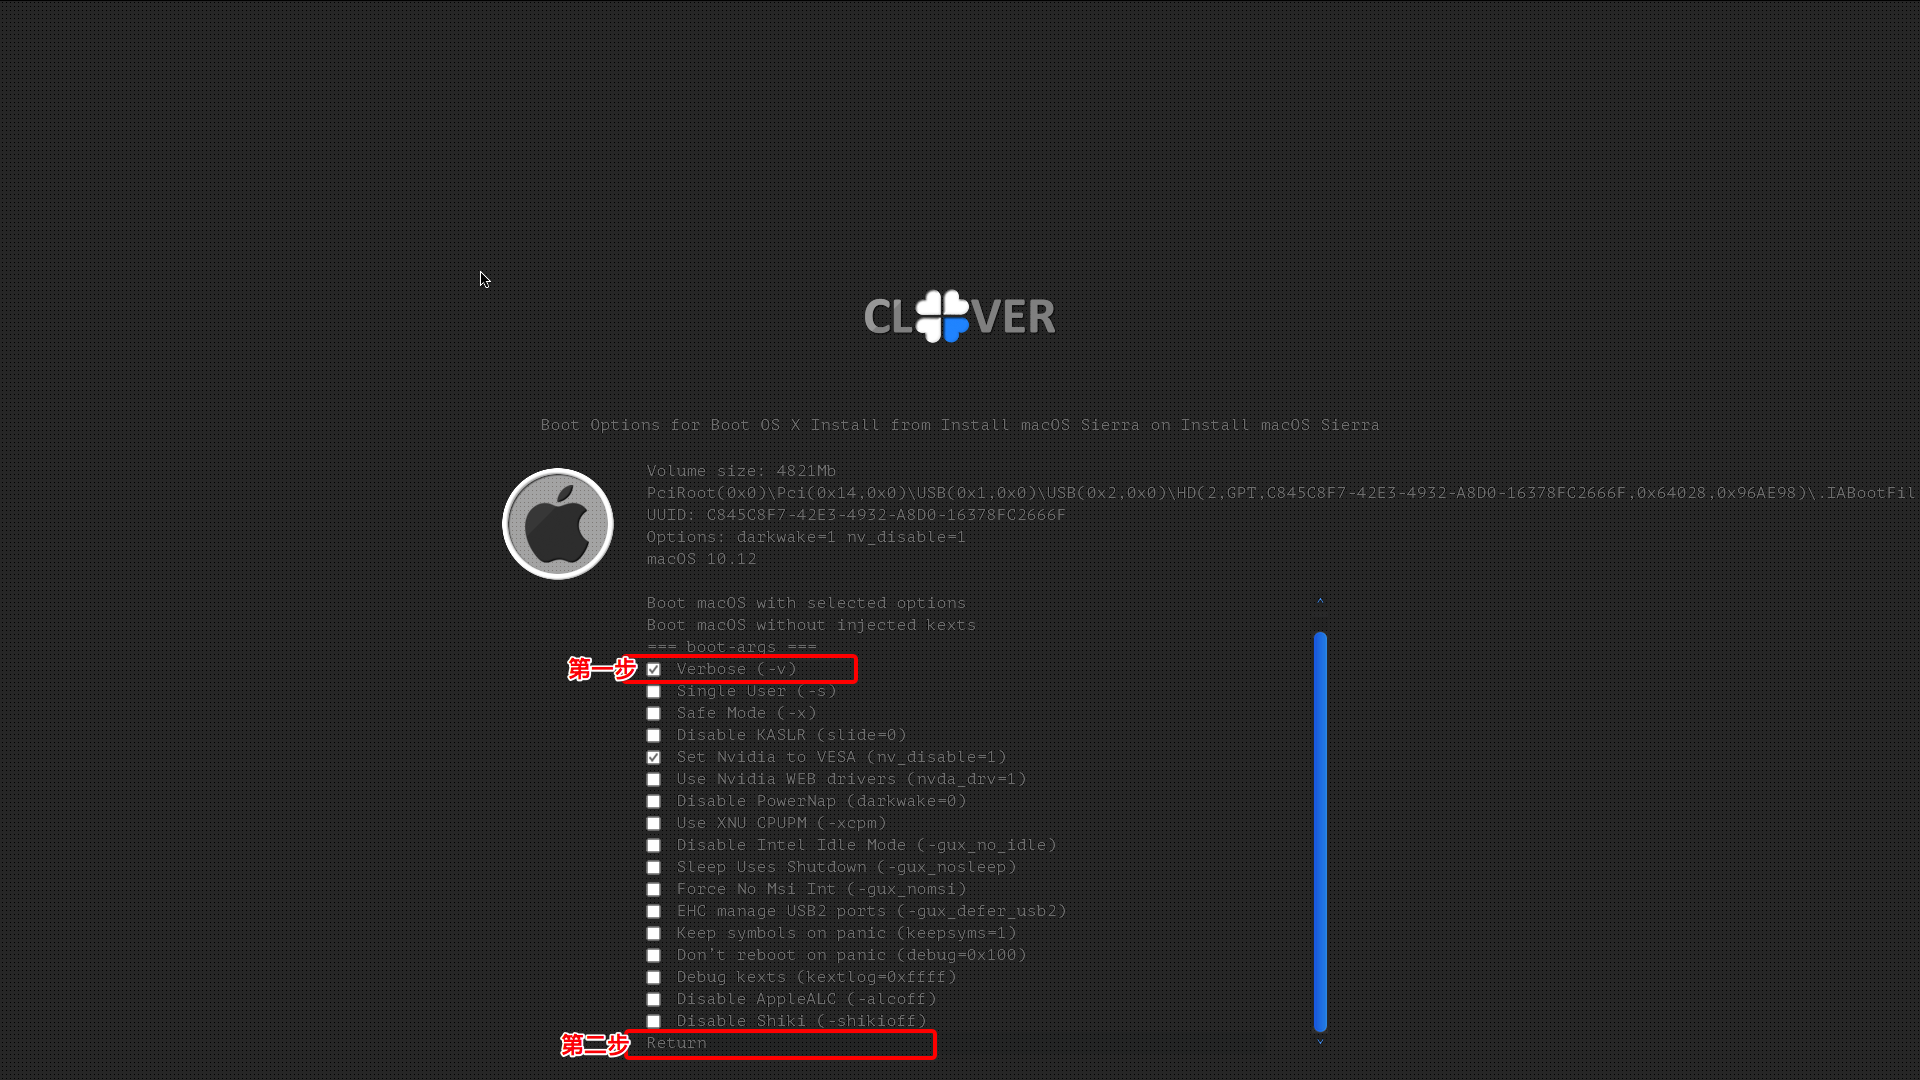 CLOVER
Boot Options for Boot OS X Install from Install macOS Sierra on Install macOS Sierra
Volume size: 4821Mb
PciRoot(0x0)\Pci(0x14,0x0)\USB(0x1,0x0)\USB(0x2,0x0)\HD(2,GPT,C845C8F7-42E3-4932-A8D0-16378FC2666F,0x64028,0x96AE98)\.IABootFil
UUID: C845C8F7-42E3-4932-A8D0-16378FC2666F
Options: darkwake=1 nv_disable=1
macOS 10.12
Boot macOS with selected options
Boot macOS without injected kexts
=== boot-args ===
第一步 Verbose (-v)
Single User (-s)
Safe Mode (-x)
Disable KASLR (slide=0)
Set Nvidia to VESA (nv_disable=1)
Use Nvidia WEB drivers (nvda_drv=1)
Disable PowerNap (darkwake=0)
Use XNU CPUPM (-xcpm)
Disable Intel Idle Mode (-gux_no_idle)
Sleep Uses Shutdown (-gux_nosleep)
Force No Msi Int (-gux_nomsi)
EHC manage USB2 ports (-gux_defer_usb2)
Keep symbols on panic (keepsyms=1)
Don't reboot on panic (debug=0x100)
Debug kexts (kextlog=0xffff)
Disable AppleALC (-alcoff)
Disable Shiki (-shikioff)
第二步 Return